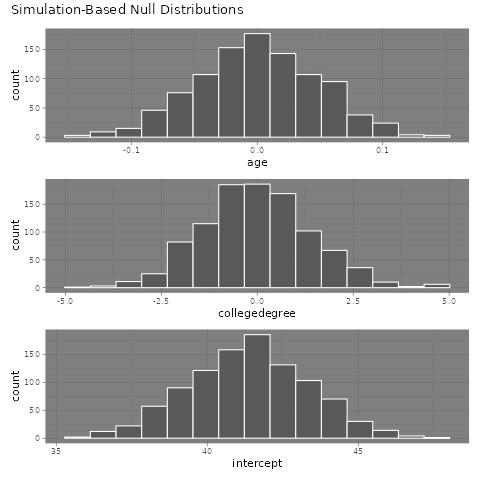 Simulation-Based Null Distributions
150
100
50
0
count
-0.1 0.0 0.1
age
150
100
50
0
count
-5.0 -2.5 0.0 2.5 5.0
collegedegree
150
100
50
0
count
35 40 45
intercept